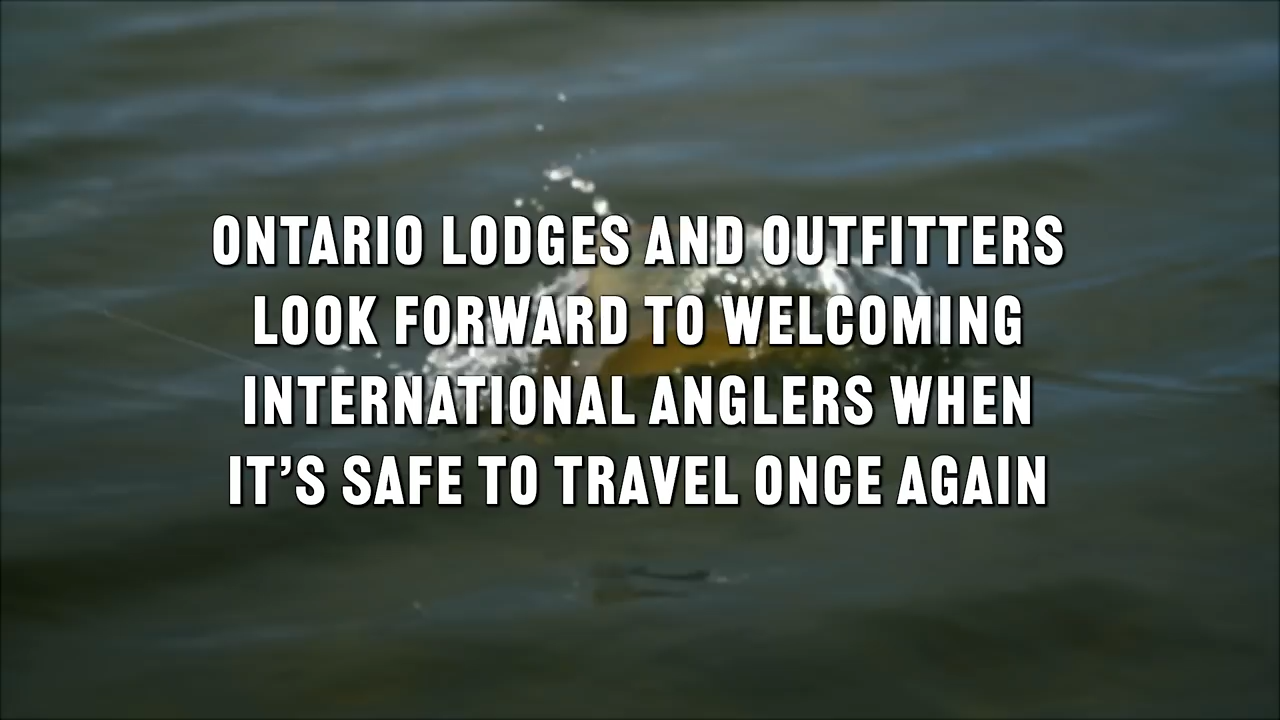 ONTARIO LODGES AND OUTFITTERS
LOOK FORWARD TO WELCOMING
INTERNATIONAL ANGLERS WHEN
IT’S SAFE TO TRAVEL ONCE AGAIN